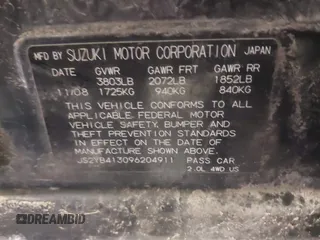 MFD BY SUZUKI MOTOR CORPORATION JAPAN
DATE GVWR GAWR FRT GAWR RR
3803LB 2072LB 1852LB
11/08 1725KG 940KG 840KG
THIS VEHICLE CONFORMS TO ALL
APPLICABLE FEDERAL MOTOR
VEHICLE SAFETY, BUMPER AND
THEFT PREVENTION STANDARDS
IN EFFECT ON THE DATE OF
MANUFACTURE SHOWN ABOVE.
JS2YB413096204911 PASS CAR
2.0L 4WD US
DREAMBID